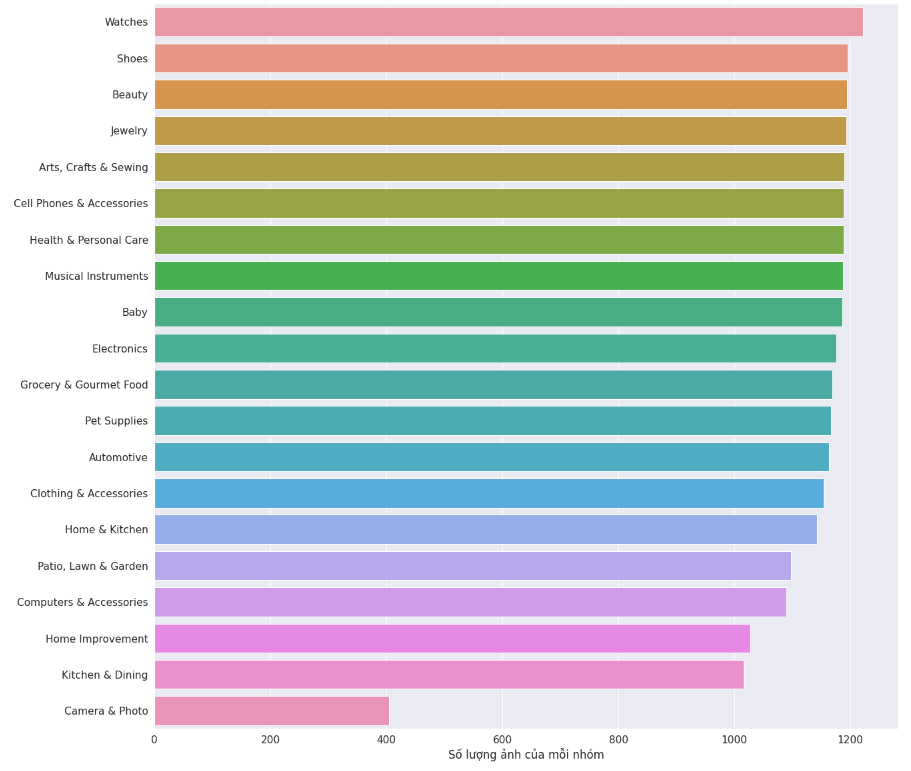 Watches
Shoes
Beauty
Jewelry
Arts, Crafts & Sewing
Cell Phones & Accessories
Health & Personal Care
Musical Instruments
Baby
Electronics
Grocery & Gourmet Food
Pet Supplies
Automotive
Clothing & Accessories
Home & Kitchen
Patio, Lawn & Garden
Computers & Accessories
Home Improvement
Kitchen & Dining
Camera & Photo
0 200 400 600 800 1000 1200
Số lượng ảnh của mỗi nhóm